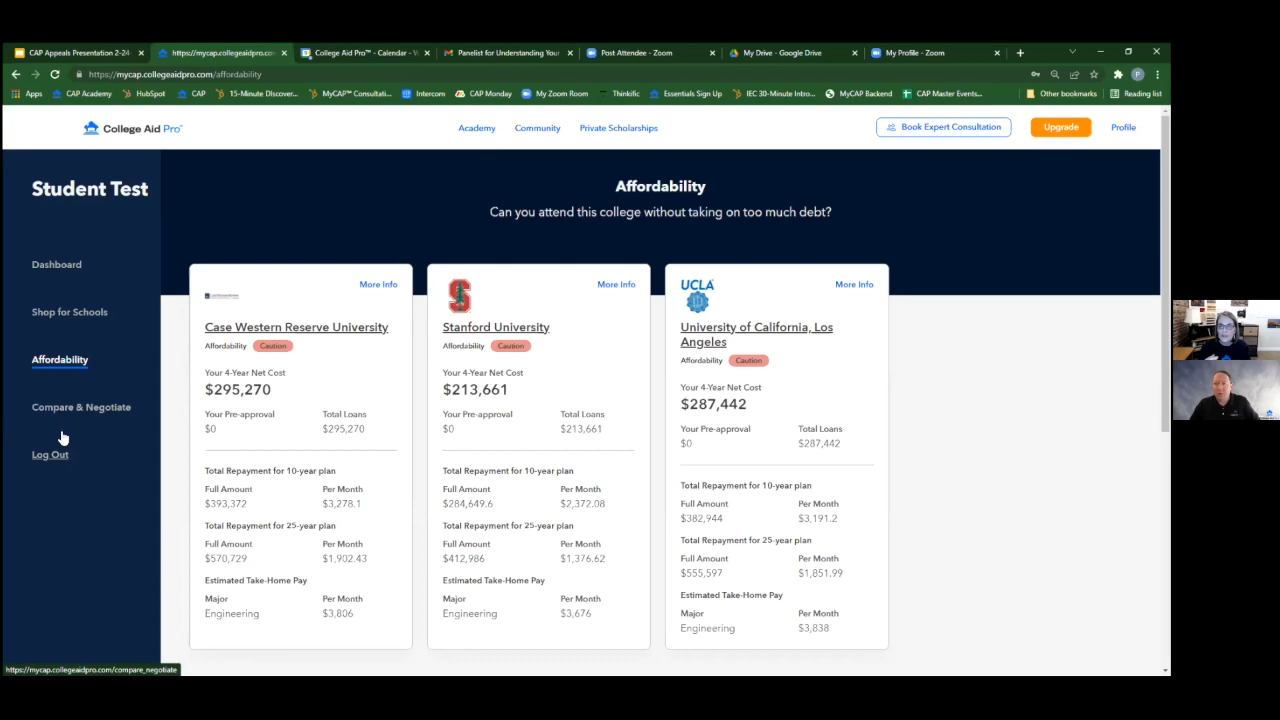 CAP Appeals Presentation 2-24
https://mycap.collegeaidpro.co
College Aid Pro™ - Calendar - V
Panelist for Understanding Your
Post Attendee - Zoom
My Drive - Google Drive
My Profile - Zoom
https://mycap.collegeaidpro.com/affordability
P
Apps
CAP Academy
HubSpot
CAP
15-Minute Discover...
MyCAP™ Consultati...
Intercom
CAP Monday
My Zoom Room
Thinkific
Essentials Sign Up
IEC 30-Minute Intro...
MyCAP Backend
CAP Master Events...
Other bookmarks
Reading list
College Aid Pro™
Academy
Community
Private Scholarships
Book Expert Consultation
Upgrade
Profile
Student Test
Dashboard
Shop for Schools
Affordability
Compare & Negotiate
Log Out
Affordability
Can you attend this college without taking on too much debt?
More Info
Case Western Reserve University
Affordability Caution
Your 4-Year Net Cost
$295,270
Your Pre-approval Total Loans
$0 $295,270
Total Repayment for 10-year plan
Full Amount Per Month
$393,372 $3,278.1
Total Repayment for 25-year plan
Full Amount Per Month
$570,729 $1,902.43
Estimated Take-Home Pay
Major Per Month
Engineering $3,806
More Info
Stanford University
Affordability Caution
Your 4-Year Net Cost
$213,661
Your Pre-approval Total Loans
$0 $213,661
Total Repayment for 10-year plan
Full Amount Per Month
$284,649.6 $2,372.08
Total Repayment for 25-year plan
Full Amount Per Month
$412,986 $1,376.62
Estimated Take-Home Pay
Major Per Month
Engineering $3,676
UCLA
More Info
University of California, Los
Angeles
Affordability Caution
Your 4-Year Net Cost
$287,442
Your Pre-approval Total Loans
$0 $287,442
Total Repayment for 10-year plan
Full Amount Per Month
$382,944 $3,191.2
Total Repayment for 25-year plan
Full Amount Per Month
$555,597 $1,851.99
Estimated Take-Home Pay
Major Per Month
Engineering $3,838
https://mycap.collegeaidpro.com/compare_negotiate